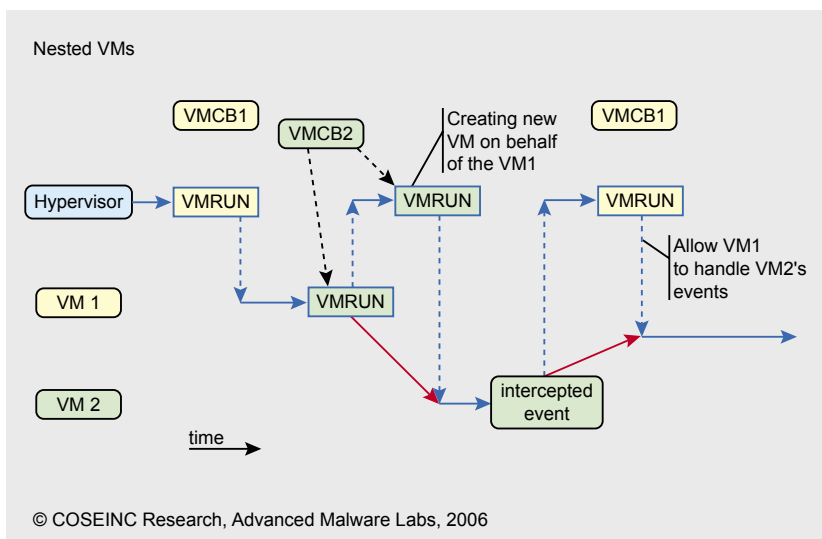 Nested VMs
VMCB1
VMCB2
Creating new
VM on behalf
of the VM1
VMCB1
Hypervisor
VMRUN
VMRUN
VMRUN
Allow VM1
to handle VM2's
events
VM 1
VMRUN
VM 2
intercepted
event
time
© COSEINC Research, Advanced Malware Labs, 2006